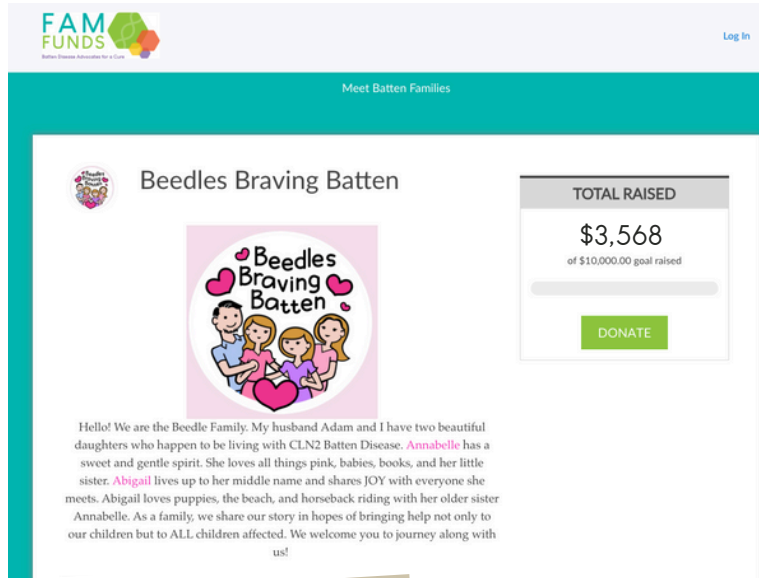 FAM
FUNDS
Batten Disease Advocates for a Cure
Log In
Meet Batten Families
Beedles Braving Batten
TOTAL RAISED
$3,568
of $10,000.00 goal raised
DONATE
Beedles
Braving
Batten
Hello! We are the Beedle Family. My husband Adam and I have two beautiful
daughters who happen to be living with CLN2 Batten Disease. Annabelle has a
sweet and gentle spirit. She loves all things pink, babies, books, and her little
sister. Abigail lives up to her middle name and shares JOY with everyone she
meets. Abigail loves puppies, the beach, and horseback riding with her older sister
Annabelle. As a family, we share our story in hopes of bringing help not only to
our children but to ALL children affected. We welcome you to journey along with
us!